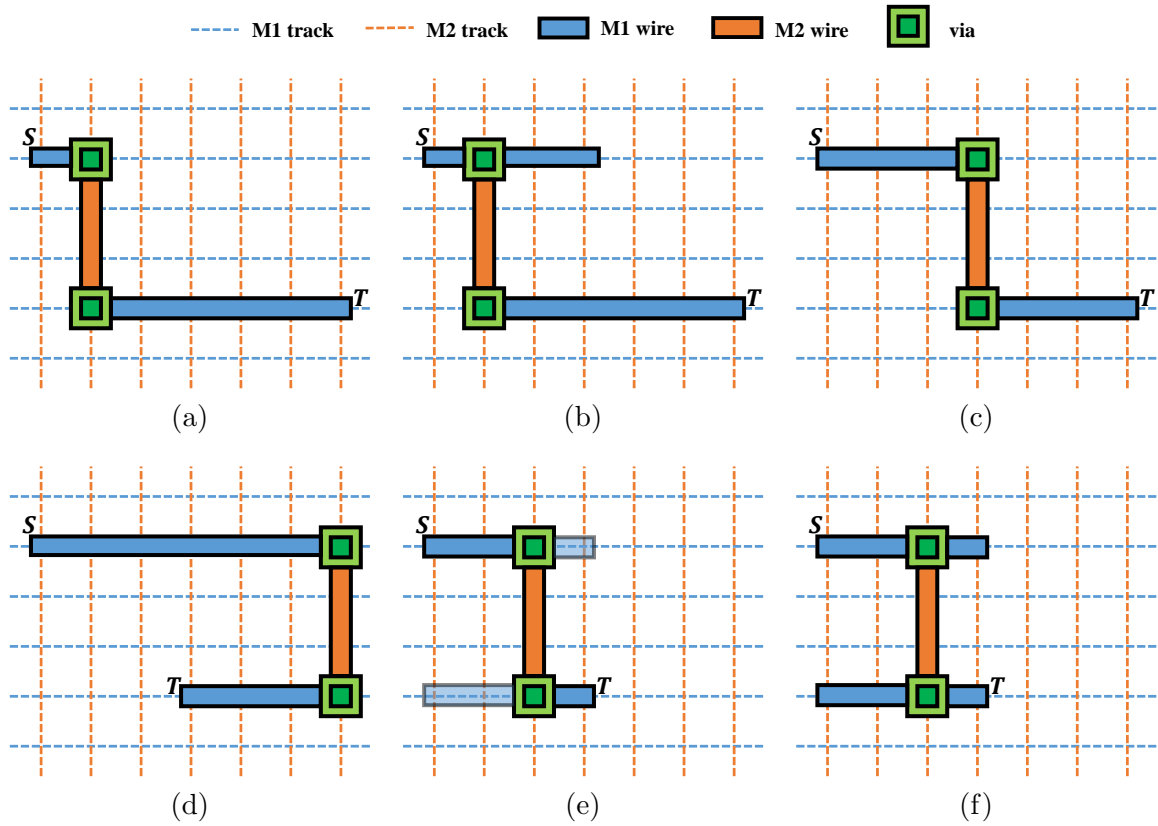 M1 track M2 track M1 wire M2 wire via
S S S
T T T
(a) (b) (c)
S S S
T T T
(d) (e) (f)